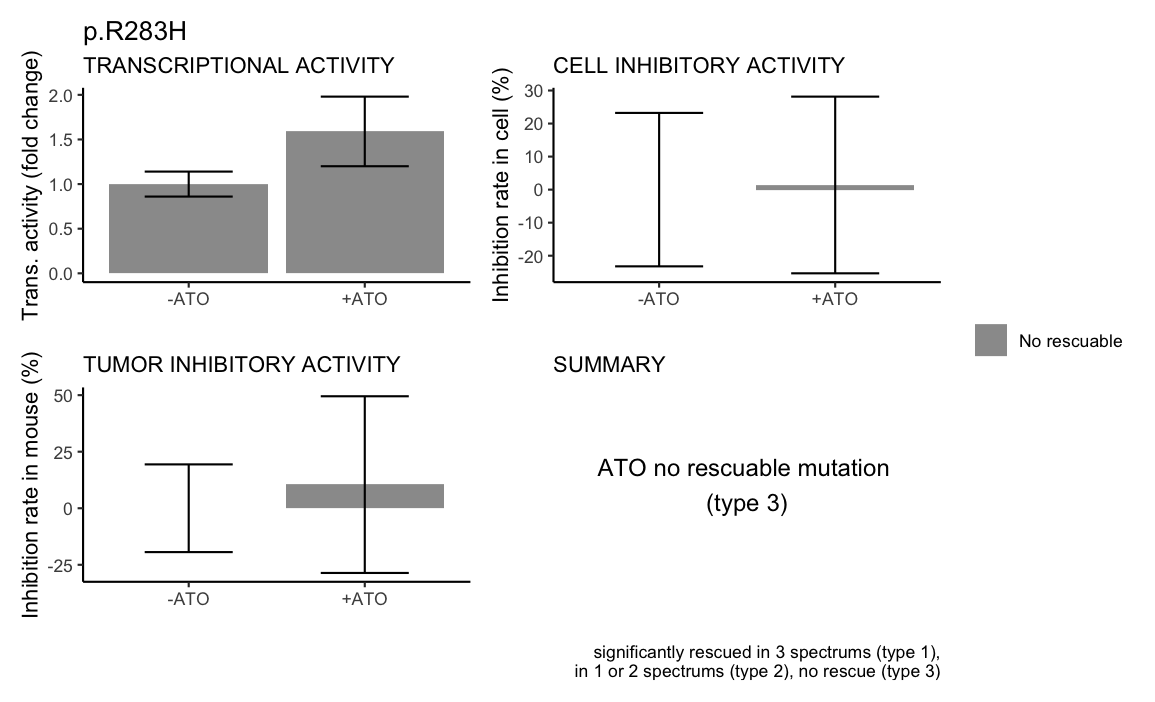 p.R283H
TRANSCRIPTIONAL ACTIVITY
Trans. activity (fold change)
2.0
1.5
1.0
0.5
0.0
-ATO
+ATO
CELL INHIBITORY ACTIVITY
Inhibition rate in cell (%)
30
20
10
0
-10
-20
-ATO
+ATO
No rescuable
TUMOR INHIBITORY ACTIVITY
Inhibition rate in mouse (%)
50
25
0
-25
-ATO
+ATO
SUMMARY
ATO no rescuable mutation
(type 3)
significantly rescued in 3 spectrums (type 1),
in 1 or 2 spectrums (type 2), no rescue (type 3)